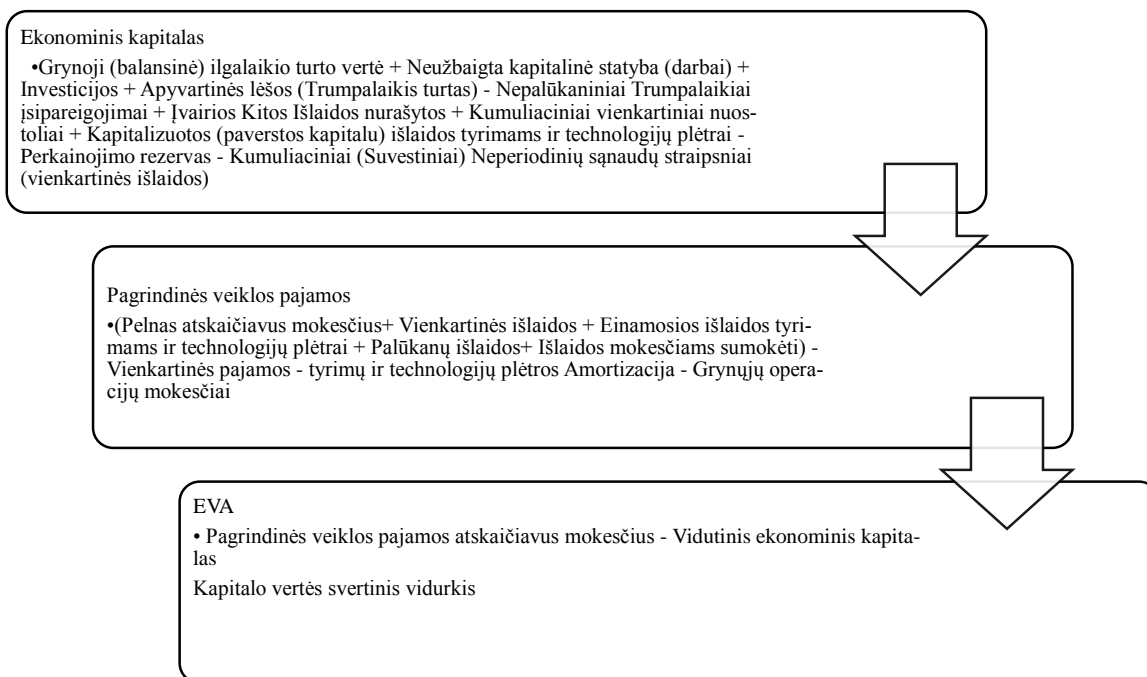 Ekonominis kapitalas
•Grynoji (balansinė) ilgalaikio turto vertė + Neužbaigta kapitalinė statyba (darbai) +
Investicijos + Apyvartinės lėšos (Trumpalaikis turtas) - Nepalūkaniniai Trumpalaikiai
įsipareigojimai + Įvairios Kitos Išlaidos nurašytos + Kumuliaciniai vienkartiniai nuos-
toliai + Kapitalizuotos (paverstos kapitalu) išlaidos tyrimams ir technologijų plėtrai -
Perkainojimo rezervas - Kumuliaciniai (Suvestiniai) Neperiodinių sąnaudų straipsniai
(vienkartinės išlaidos)
Pagrindinės veiklos pajamos
•(Pelnas atskaičiavus mokesčius+ Vienkartinės išlaidos + Einamosios išlaidos tyri-
mams ir technologijų plėtrai + Palūkanų išlaidos+ Išlaidos mokesčiams sumokėti) -
Vienkartinės pajamos - tyrimų ir technologijų plėtros Amortizacija - Grynųjų opera-
cijų mokesčiai
EVA
• Pagrindinės veiklos pajamos atskaičiavus mokesčius - Vidutinis ekonominis kapita-
las
Kapitalo vertės svertinis vidurkis